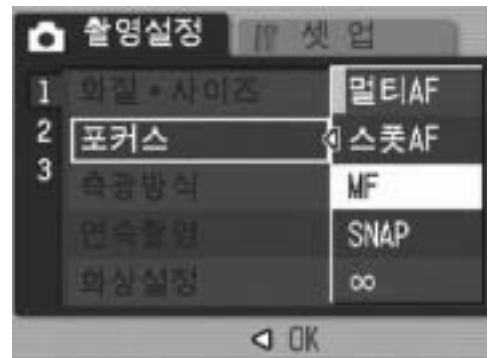 촬영설정 셋업
1 화질•사이즈 멀티AF
2 포커스 스폿AF
3 측광방식 MF
연속촬영 SNAP
화상설정 ∞
OK